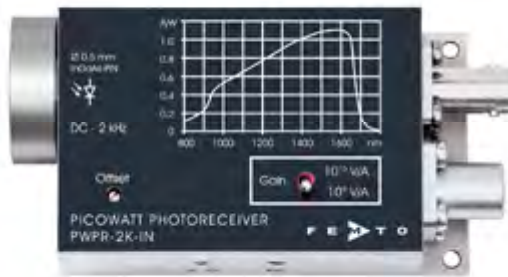 A/W
1.0
0.8
0.6
0.4
0.2
0
800 1000 1200 1400 1600 nm
Ø 0.5 mm
InGaAs-PIN
DC - 2 kHz
Offset
Gain
10¹⁰ V/A
10⁹ V/A
PICOWATT PHOTORECEIVER
PWPR-2K-IN
FEMTO